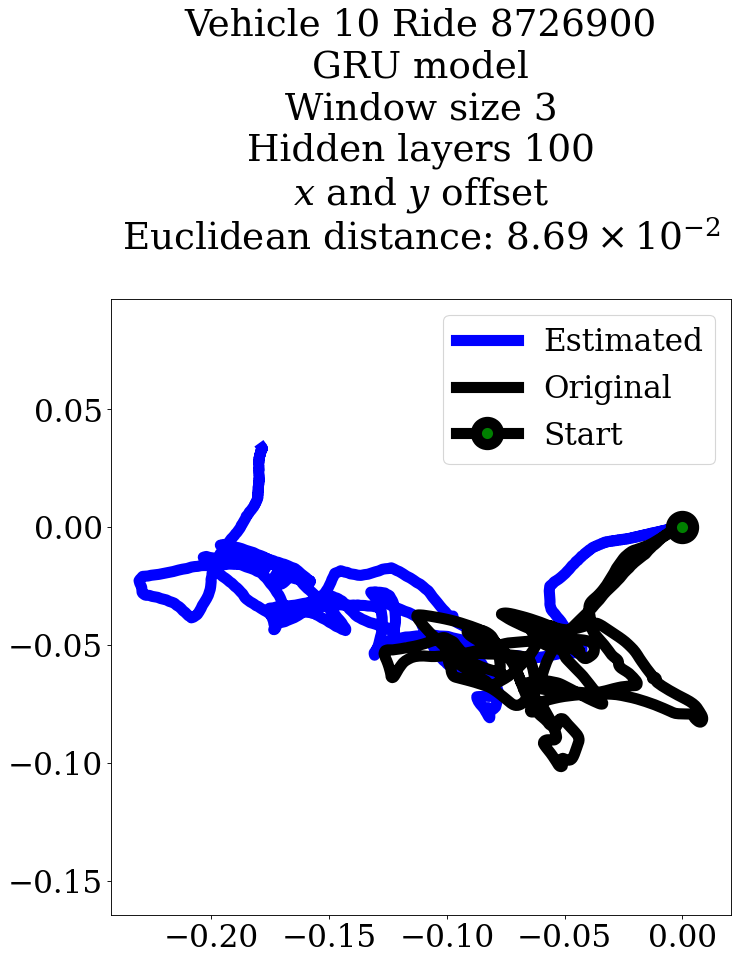 Vehicle 10 Ride 8726900
GRU model
Window size 3
Hidden layers 100
x and y offset
Euclidean distance: 8.69 × 10⁻²
Estimated
Original
Start
0.05
0.00
−0.05
−0.10
−0.15
−0.20 −0.15 −0.10 −0.05 0.00